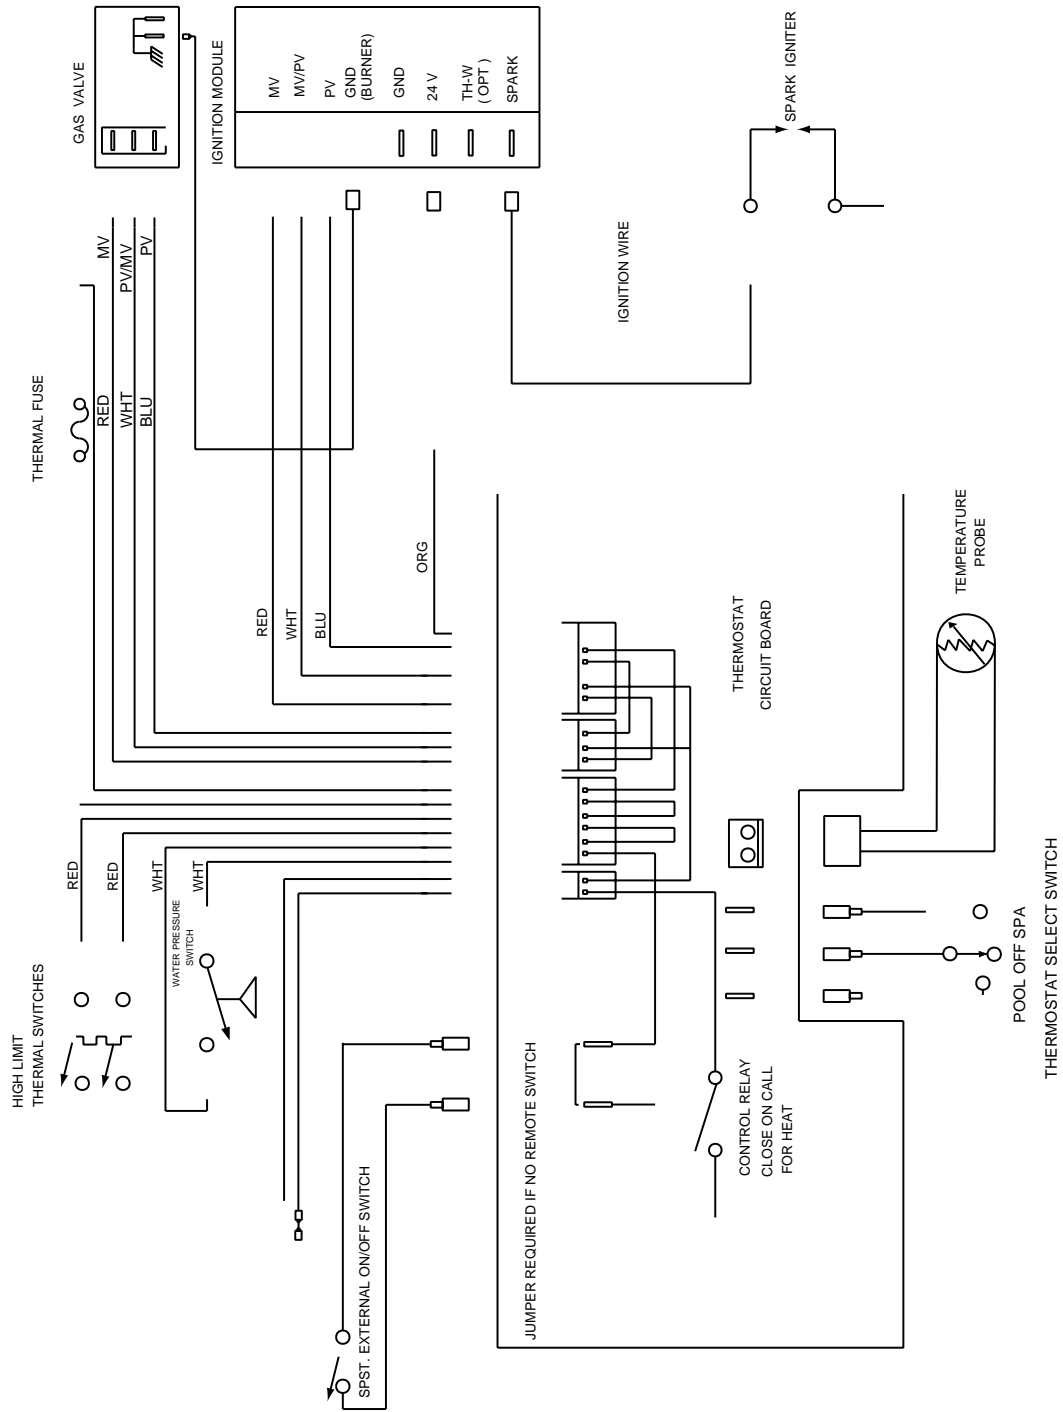 GAS VALVE
IGNITION MODULE
MV
MV/PV
PV
GND
(BURNER)
GND
24 V
TH-W
( OPT )
SPARK
SPARK IGNITER
IGNITION WIRE
THERMAL FUSE
MV
PV/MV
PV
RED
WHT
BLU
ORG
RED
WHT
BLU
RED
RED
WHT
WHT
WATER PRESSURE
SWITCH
HIGH LIMIT
THERMAL SWITCHES
SPST. EXTERNAL ON/OFF SWITCH
JUMPER REQUIRED IF NO REMOTE SWITCH
THERMOSTAT
CIRCUIT BOARD
TEMPERATURE
PROBE
CONTROL RELAY
CLOSE ON CALL
FOR HEAT
POOL OFF SPA
THERMOSTAT SELECT SWITCH